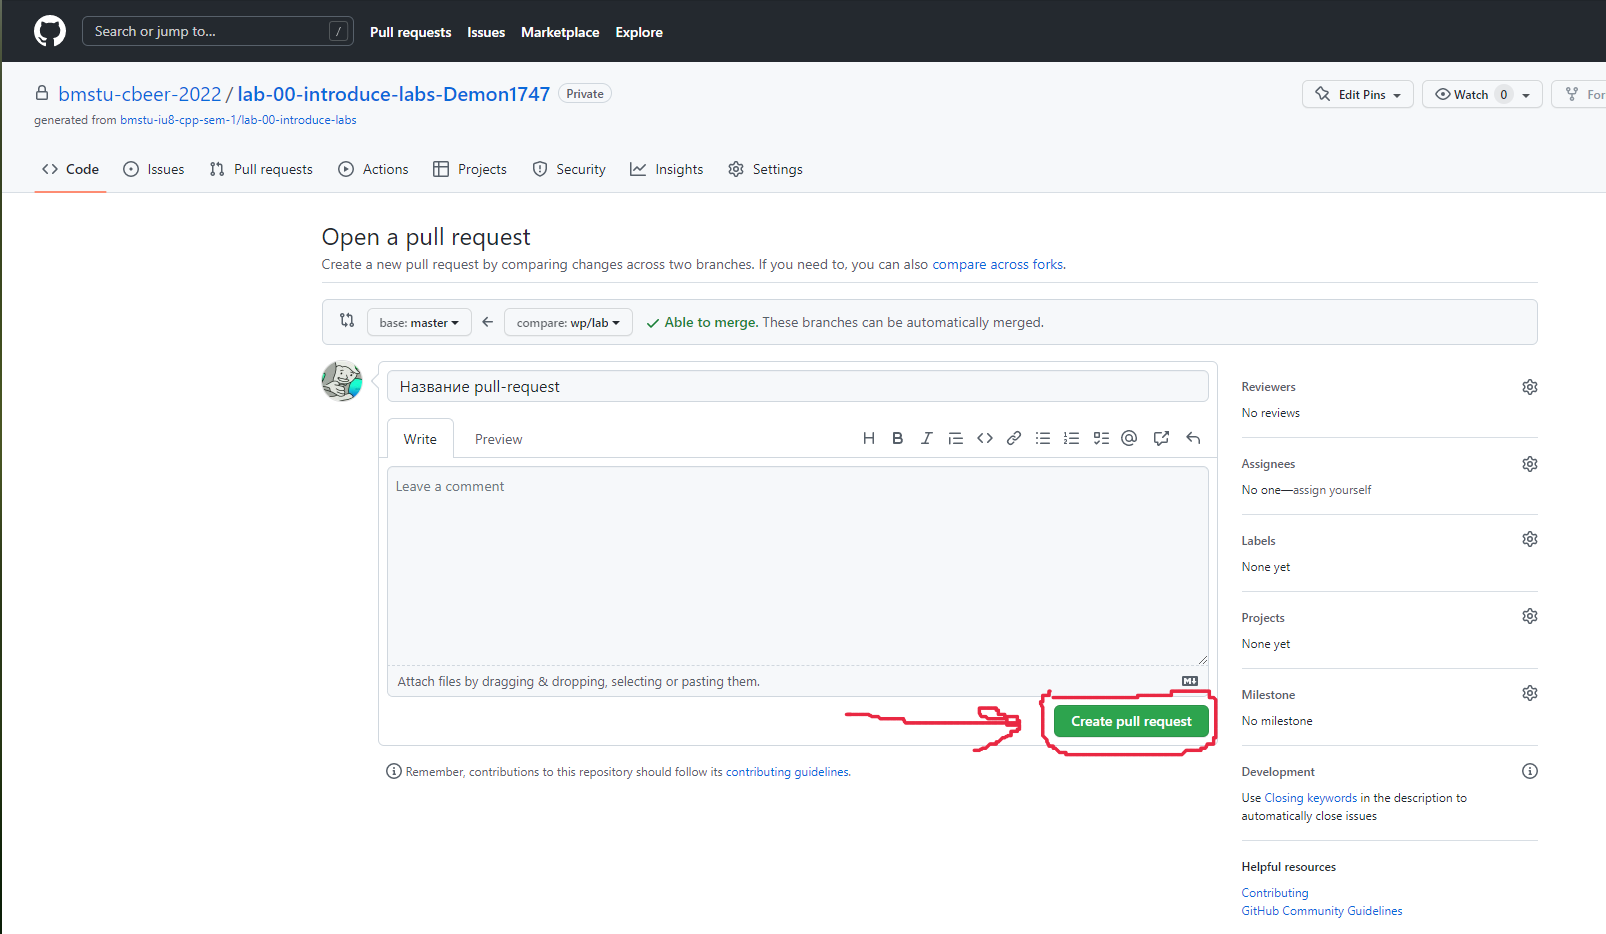 Search or jump to... /
Pull requests Issues Marketplace Explore
bmstu-cbeer-2022 / lab-00-introduce-labs-Demon1747 Private
Edit Pins Watch 0 For
generated from bmstu-iu8-cpp-sem-1/lab-00-introduce-labs
Code Issues Pull requests Actions Projects Security Insights Settings
Open a pull request
Create a new pull request by comparing changes across two branches. If you need to, you can also compare across forks.
base: master compare: wp/lab Able to merge. These branches can be automatically merged.
Название pull-request
Write Preview
H B I @
Leave a comment
Attach files by dragging & dropping, selecting or pasting them.
Create pull request
Remember, contributions to this repository should follow its contributing guidelines.
Reviewers
No reviews
Assignees
No one—assign yourself
Labels
None yet
Projects
None yet
Milestone
No milestone
Development
Use Closing keywords in the description to
automatically close issues
Helpful resources
Contributing
GitHub Community Guidelines